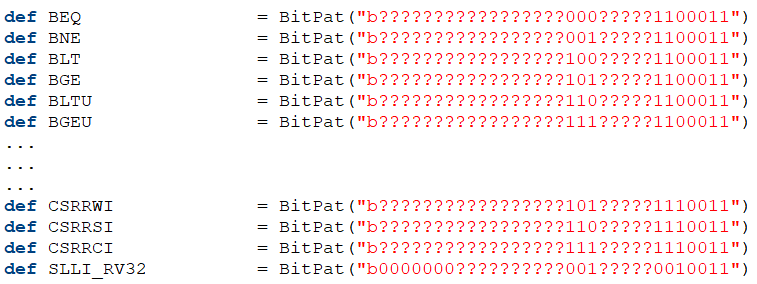 def BEQ                = BitPat("b?????????????????000?????1100011")
def BNE                = BitPat("b?????????????????001?????1100011")
def BLT                = BitPat("b?????????????????100?????1100011")
def BGE                = BitPat("b?????????????????101?????1100011")
def BLTU               = BitPat("b?????????????????110?????1100011")
def BGEU               = BitPat("b?????????????????111?????1100011")
...
...
...
def CSRRWI             = BitPat("b?????????????????101?????1110011")
def CSRRSI             = BitPat("b?????????????????110?????1110011")
def CSRRCI             = BitPat("b?????????????????111?????1110011")
def SLLI_RV32          = BitPat("b0000000??????????001?????0010011")